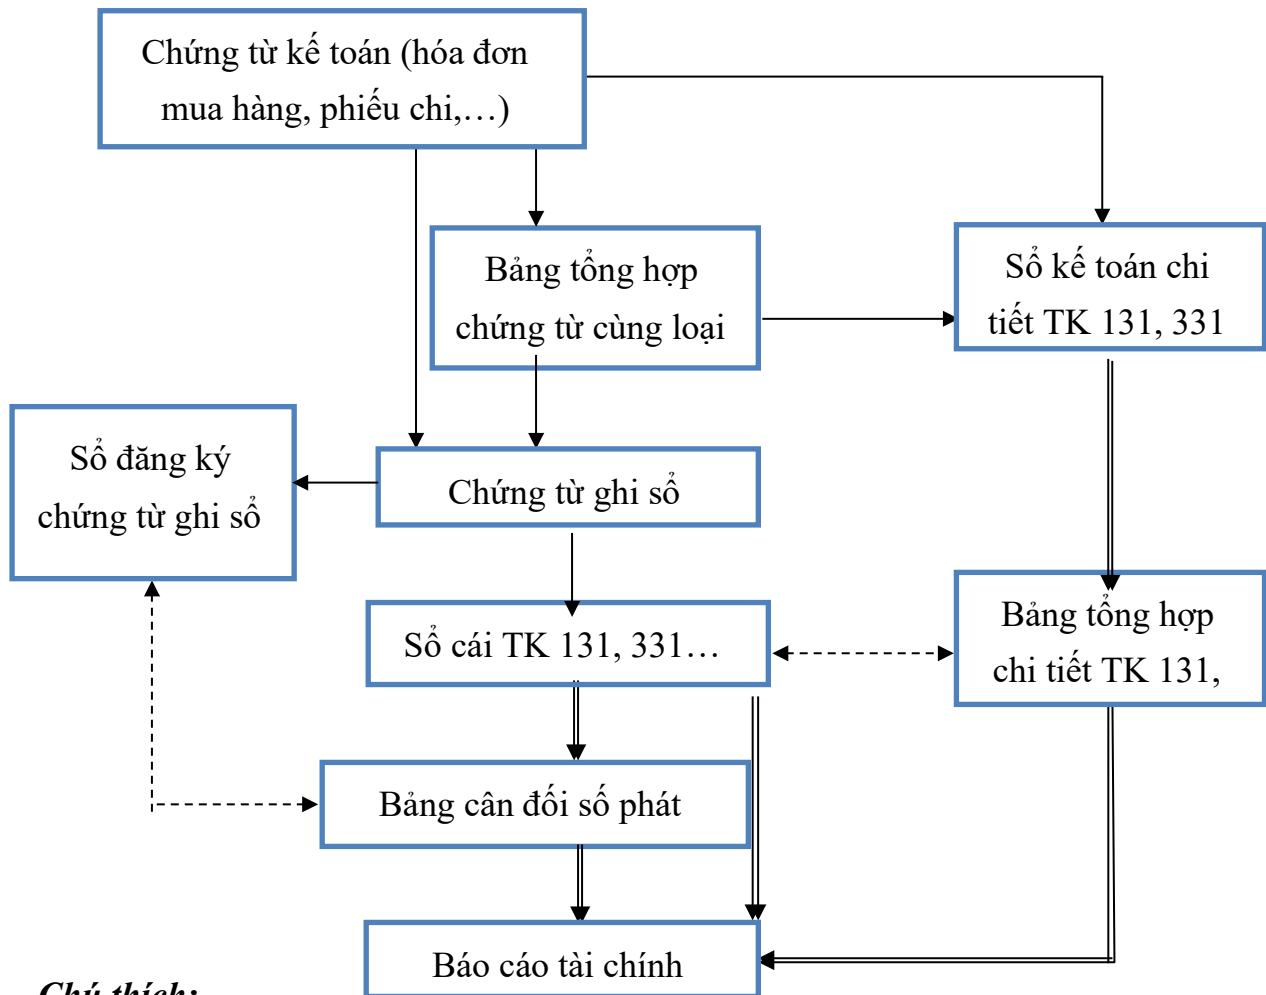 Chứng từ kế toán (hóa đơn
mua hàng, phiếu chi,…)
Bảng tổng hợp
chứng từ cùng loại
Sổ kế toán chi
tiết TK 131, 331
Sổ đăng ký
chứng từ ghi sổ
Chứng từ ghi sổ
Sổ cái TK 131, 331…
Bảng tổng hợp
chi tiết TK 131,
Bảng cân đối số phát
Báo cáo tài chính
Chú thích: